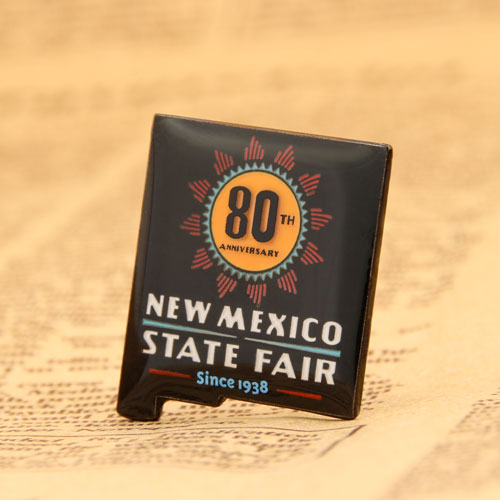 80TH
ANNIVERSARY
NEW MEXICO
STATE FAIR
Since 1938